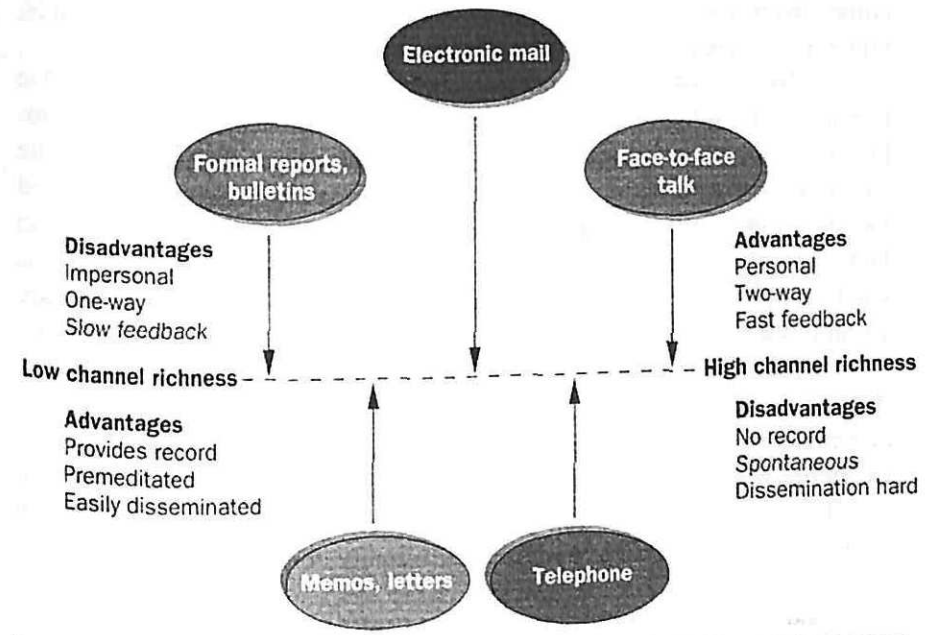 Electronic mail
Formal reports,
bulletins
Face-to-face
talk
Disadvantages
Impersonal
One-way
Slow feedback
Advantages
Personal
Two-way
Fast feedback
Low channel richness
High channel richness
Advantages
Provides record
Premeditated
Easily disseminated
Disadvantages
No record
Spontaneous
Dissemination hard
Memos, letters
Telephone